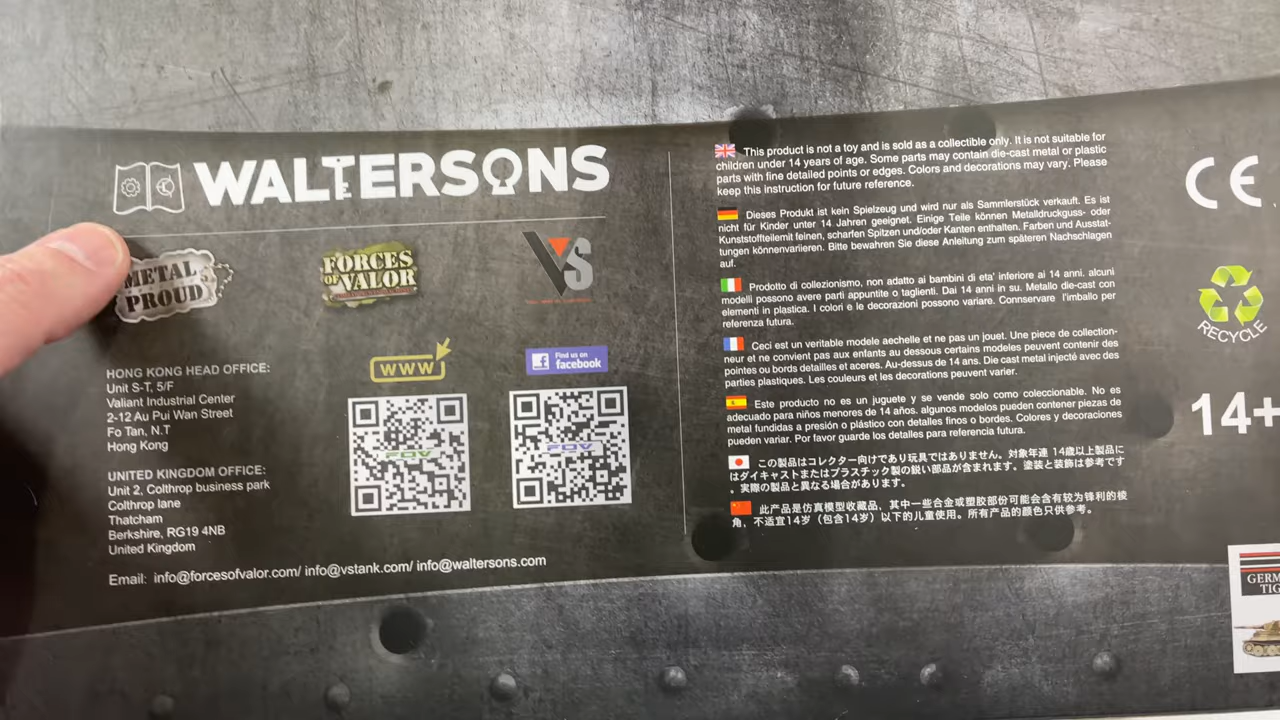 WALTERSONS
METAL
PROUD
FORCES
OF VALOR
VS
HONG KONG HEAD OFFICE:
Unit S-T, 5/F
Valiant Industrial Center
2-12 Au Pui Wan Street
Fo Tan, N.T
Hong Kong
UNITED KINGDOM OFFICE:
Unit 2, Colthrop business park
Colthrop lane
Thatcham
Berkshire, RG19 4NB
United Kingdom
www
Find us on
facebook
FOV
FOV
Email: info@forcesofvalor.com/ info@vstank.com/ info@waltersons.com
This product is not a toy and is sold as a collectible only. It is not suitable for
children under 14 years of age. Some parts may contain die-cast metal or plastic
parts with fine detailed points or edges. Colors and decorations may vary. Please
keep this instruction for future reference.
Dieses Produkt ist kein Spielzeug und wird nur als Sammlerstück verkauft. Es ist
nicht für Kinder unter 14 Jahren geeignet. Einige Teile können Metalldruckguss- oder
Kunststoffteilemit feinen, scharfen Spitzen und/oder Kanten enthalten. Farben und Ausstat-
tungen könnenvariieren. Bitte bewahren Sie diese Anleitung zum späteren Nachschlagen
auf.
Prodotto di collezionismo, non adatto ai bambini di eta' inferiore ai 14 anni. alcuni
modelli possono avere parti appuntite o taglienti. Dai 14 anni in su. Metallo die-cast con
elementi in plastica. I colori e le decorazioni possono variare. Connservare l'imballo per
referenza futura.
Ceci est un veritable modele aechelle et ne pas un jouet. Une piece de collection-
neur et ne convient pas aux enfants au dessous certains modeles peuvent contenir des
pointes ou bords detailles et aceres. Au-dessus de 14 ans. Die cast metal injecté avec des
parties plastiques. Les couleurs et les decorations peuvent varier.
Este producto no es un juguete y se vende solo como coleccionable. No es
adecuado para niños menores de 14 años. algunos modelos pueden contener piezas de
metal fundidas a presión o plástico con detalles finos o bordes. Colores y decoraciones
pueden variar. Por favor guarde los detalles para referencia futura.
この製品はコレクター向けであり玩具ではありません。対象年連 14歳以上製品に
はダイキャストまたはプラスチック製の鋭い部品が含まれます。塗装と装飾は参考です
。実際の製品と異なる場合があります。
此产品是仿真模型收藏品，其中一些合金或塑胶部份可能会含有较为锋利的棱
角，不适宜14岁（包含14岁）以下的儿童使用。所有产品的颜色只供参考。
CE
RECYCLE
14+
GERM
TIG